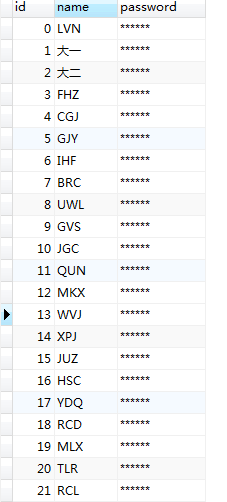 id name password
0 LVN ******
1 大一 ******
2 大二 ******
3 FHZ ******
4 CGJ ******
5 GJY ******
6 IHF ******
7 BRC ******
8 UWL ******
9 GVS ******
10 JGC ******
11 QUN ******
12 MKX ******
13 WVJ ******
14 XPJ ******
15 JUZ ******
16 HSC ******
17 YDQ ******
18 RCD ******
19 MLX ******
20 TLR ******
21 RCL ******